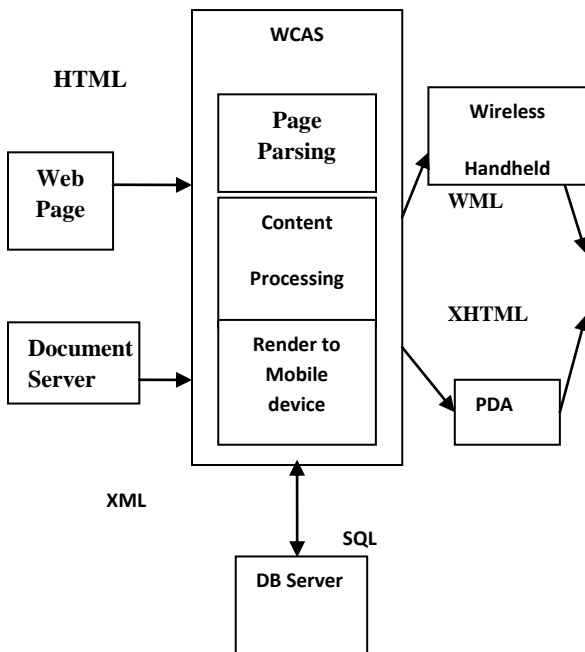 WCAS
HTML
Page
Parsing
Wireless
Handheld
Web
Page
WML
Content
Processing
XHTML
Document
Server
Render to
Mobile
device
PDA
XML
SQL
DB Server